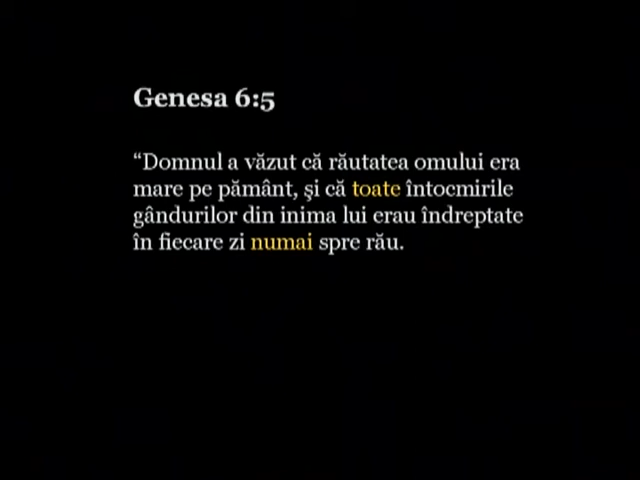 Genesa 6:5
“Domnul a văzut că răutatea omului era
mare pe pământ, şi că toate întocmirile
gândurilor din inima lui erau îndreptate
în fiecare zi numai spre rău.